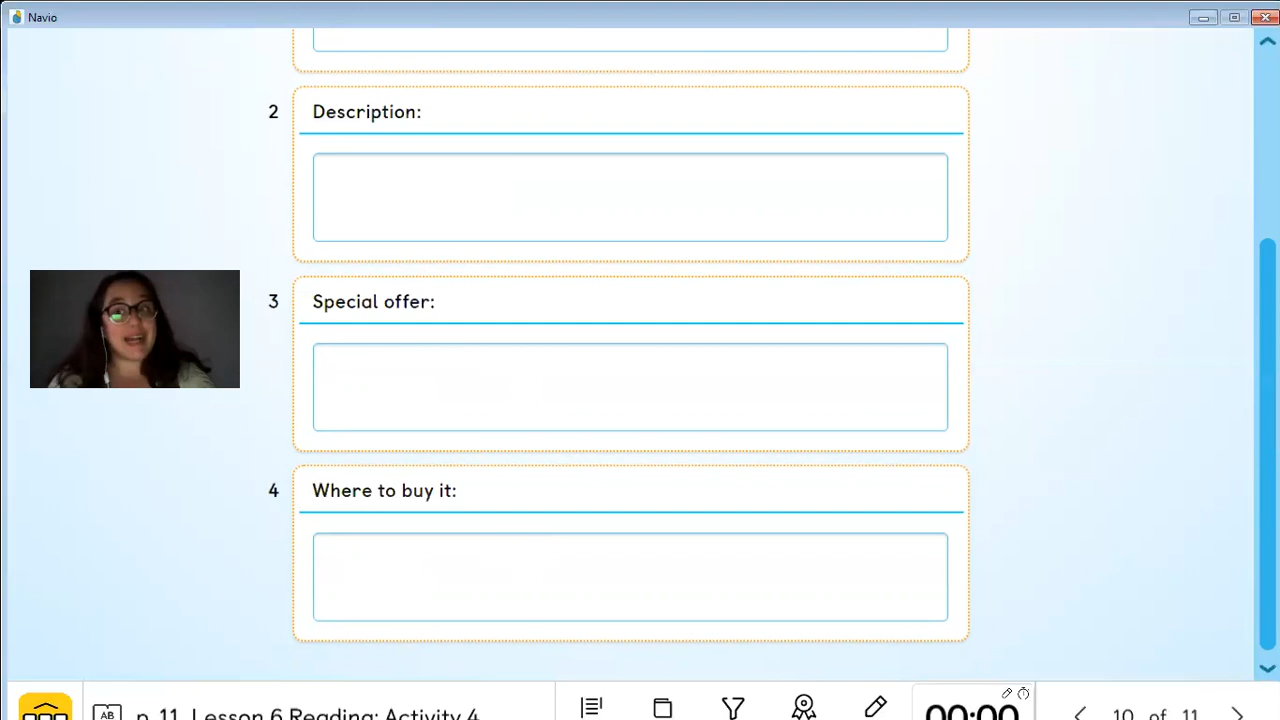 Navio
2 Description:
3 Special offer:
4 Where to buy it:
AB p. 11 Lesson 6 Reading: Activity 4
00:00
10 of 11